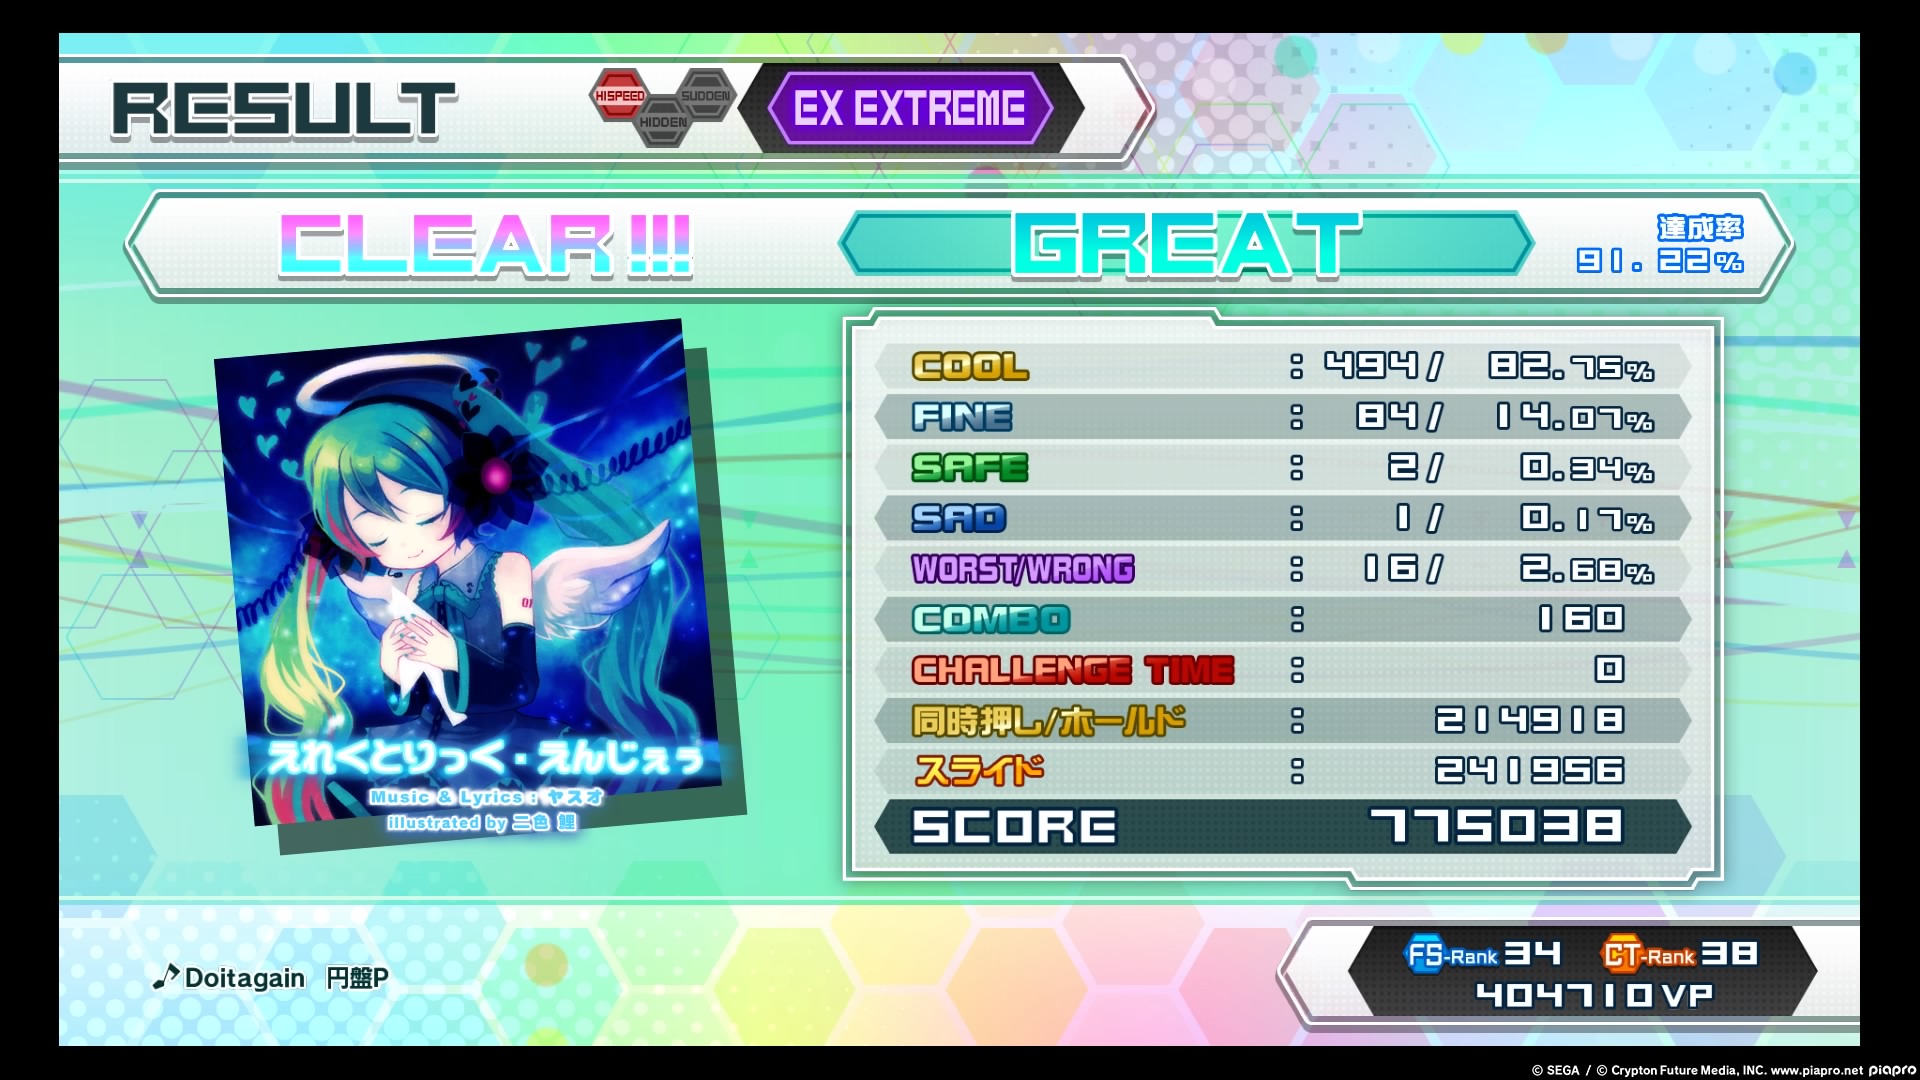 RESULT
HISPEED
HIDDEN
SUDDEN
EX EXTREME
CLEAR!!!
GREAT
達成率
91.22%
COOL : 494/ 82.75%
FINE : 84/ 14.07%
SAFE : 2/ 0.34%
SAD : 1/ 0.17%
WORST/WRONG : 16/ 2.68%
COMBO : 160
CHALLENGE TIME : 0
同時押し/ホールド : 214918
スライド : 241956
SCORE 775038
01
えれくとりっく・えんじぇぅ
Music & Lyrics : ヤスオ
illustrated by 二色 鯉
♪Doitagain 円盤P
FS-Rank 34 CT-Rank 38
404710VP
© SEGA / © Crypton Future Media, INC. www.piapro.net piapro